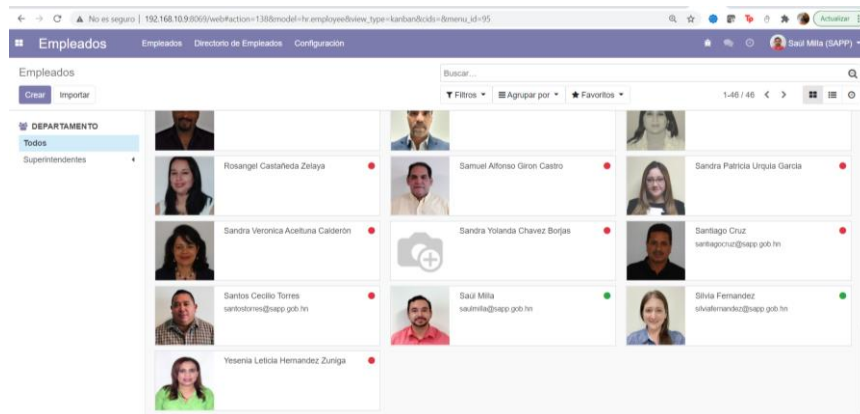 No es seguro | 192.168.10.9:8069/web#action=138&model=hr.employee&view_type=kanban&cids=&menu_id=95
Actualizar
Empleados
Empleados Directorio de Empleados Configuración
Saúl Milla (SAPP)
Empleados
Buscar...
Crear Importar
Filtros Agrupar por Favoritos
1-46 / 46
DEPARTAMENTO
Todos
Superintendentes
Rosangel Castañeda Zelaya
Samuel Alfonso Giron Castro
Sandra Patricia Urquia Garcia
Sandra Veronica Aceituna Calderón
Sandra Yolanda Chavez Borjas
Santiago Cruz
santiagocruz@sapp.gob.hn
Santos Cecilio Torres
santostorres@sapp.gob.hn
Saúl Milla
saulmilla@sapp.gob.hn
Silvia Fernandez
silviafernandez@sapp.gob.hn
Yesenia Leticia Hernandez Zuniga